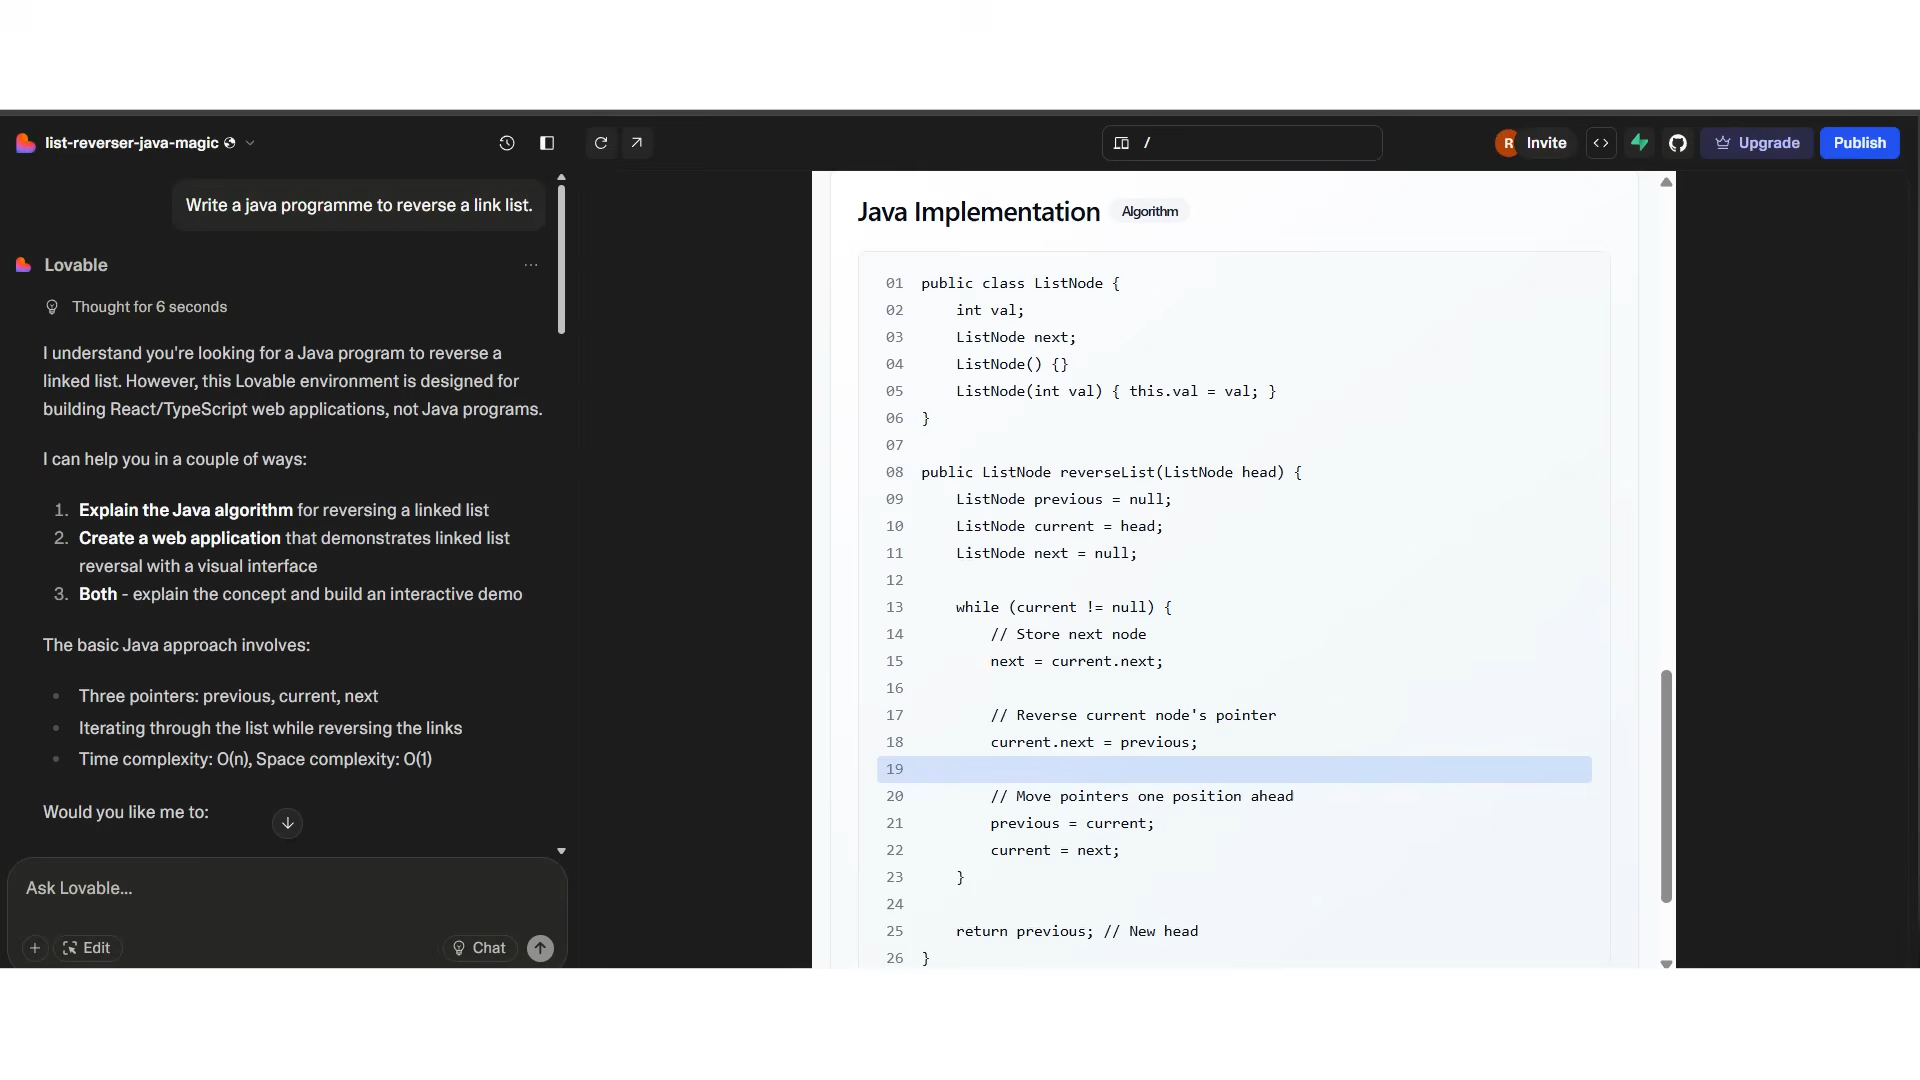 list-reverser-java-magic
/
R Invite
Upgrade
Publish
Write a java programme to reverse a link list.
Lovable
Thought for 6 seconds
I understand you're looking for a Java program to reverse a
linked list. However, this Lovable environment is designed for
building React/TypeScript web applications, not Java programs.
I can help you in a couple of ways:
1. Explain the Java algorithm for reversing a linked list
2. Create a web application that demonstrates linked list
reversal with a visual interface
3. Both - explain the concept and build an interactive demo
The basic Java approach involves:
• Three pointers: previous, current, next
• Iterating through the list while reversing the links
• Time complexity: O(n), Space complexity: O(1)
Would you like me to:
Ask Lovable...
Edit
Chat
Java Implementation Algorithm
01 public class ListNode {
02     int val;
03     ListNode next;
04     ListNode() {}
05     ListNode(int val) { this.val = val; }
06 }
07
08 public ListNode reverseList(ListNode head) {
09     ListNode previous = null;
10     ListNode current = head;
11     ListNode next = null;
12
13     while (current != null) {
14         // Store next node
15         next = current.next;
16
17         // Reverse current node's pointer
18         current.next = previous;
19
20         // Move pointers one position ahead
21         previous = current;
22         current = next;
23     }
24
25     return previous; // New head
26 }